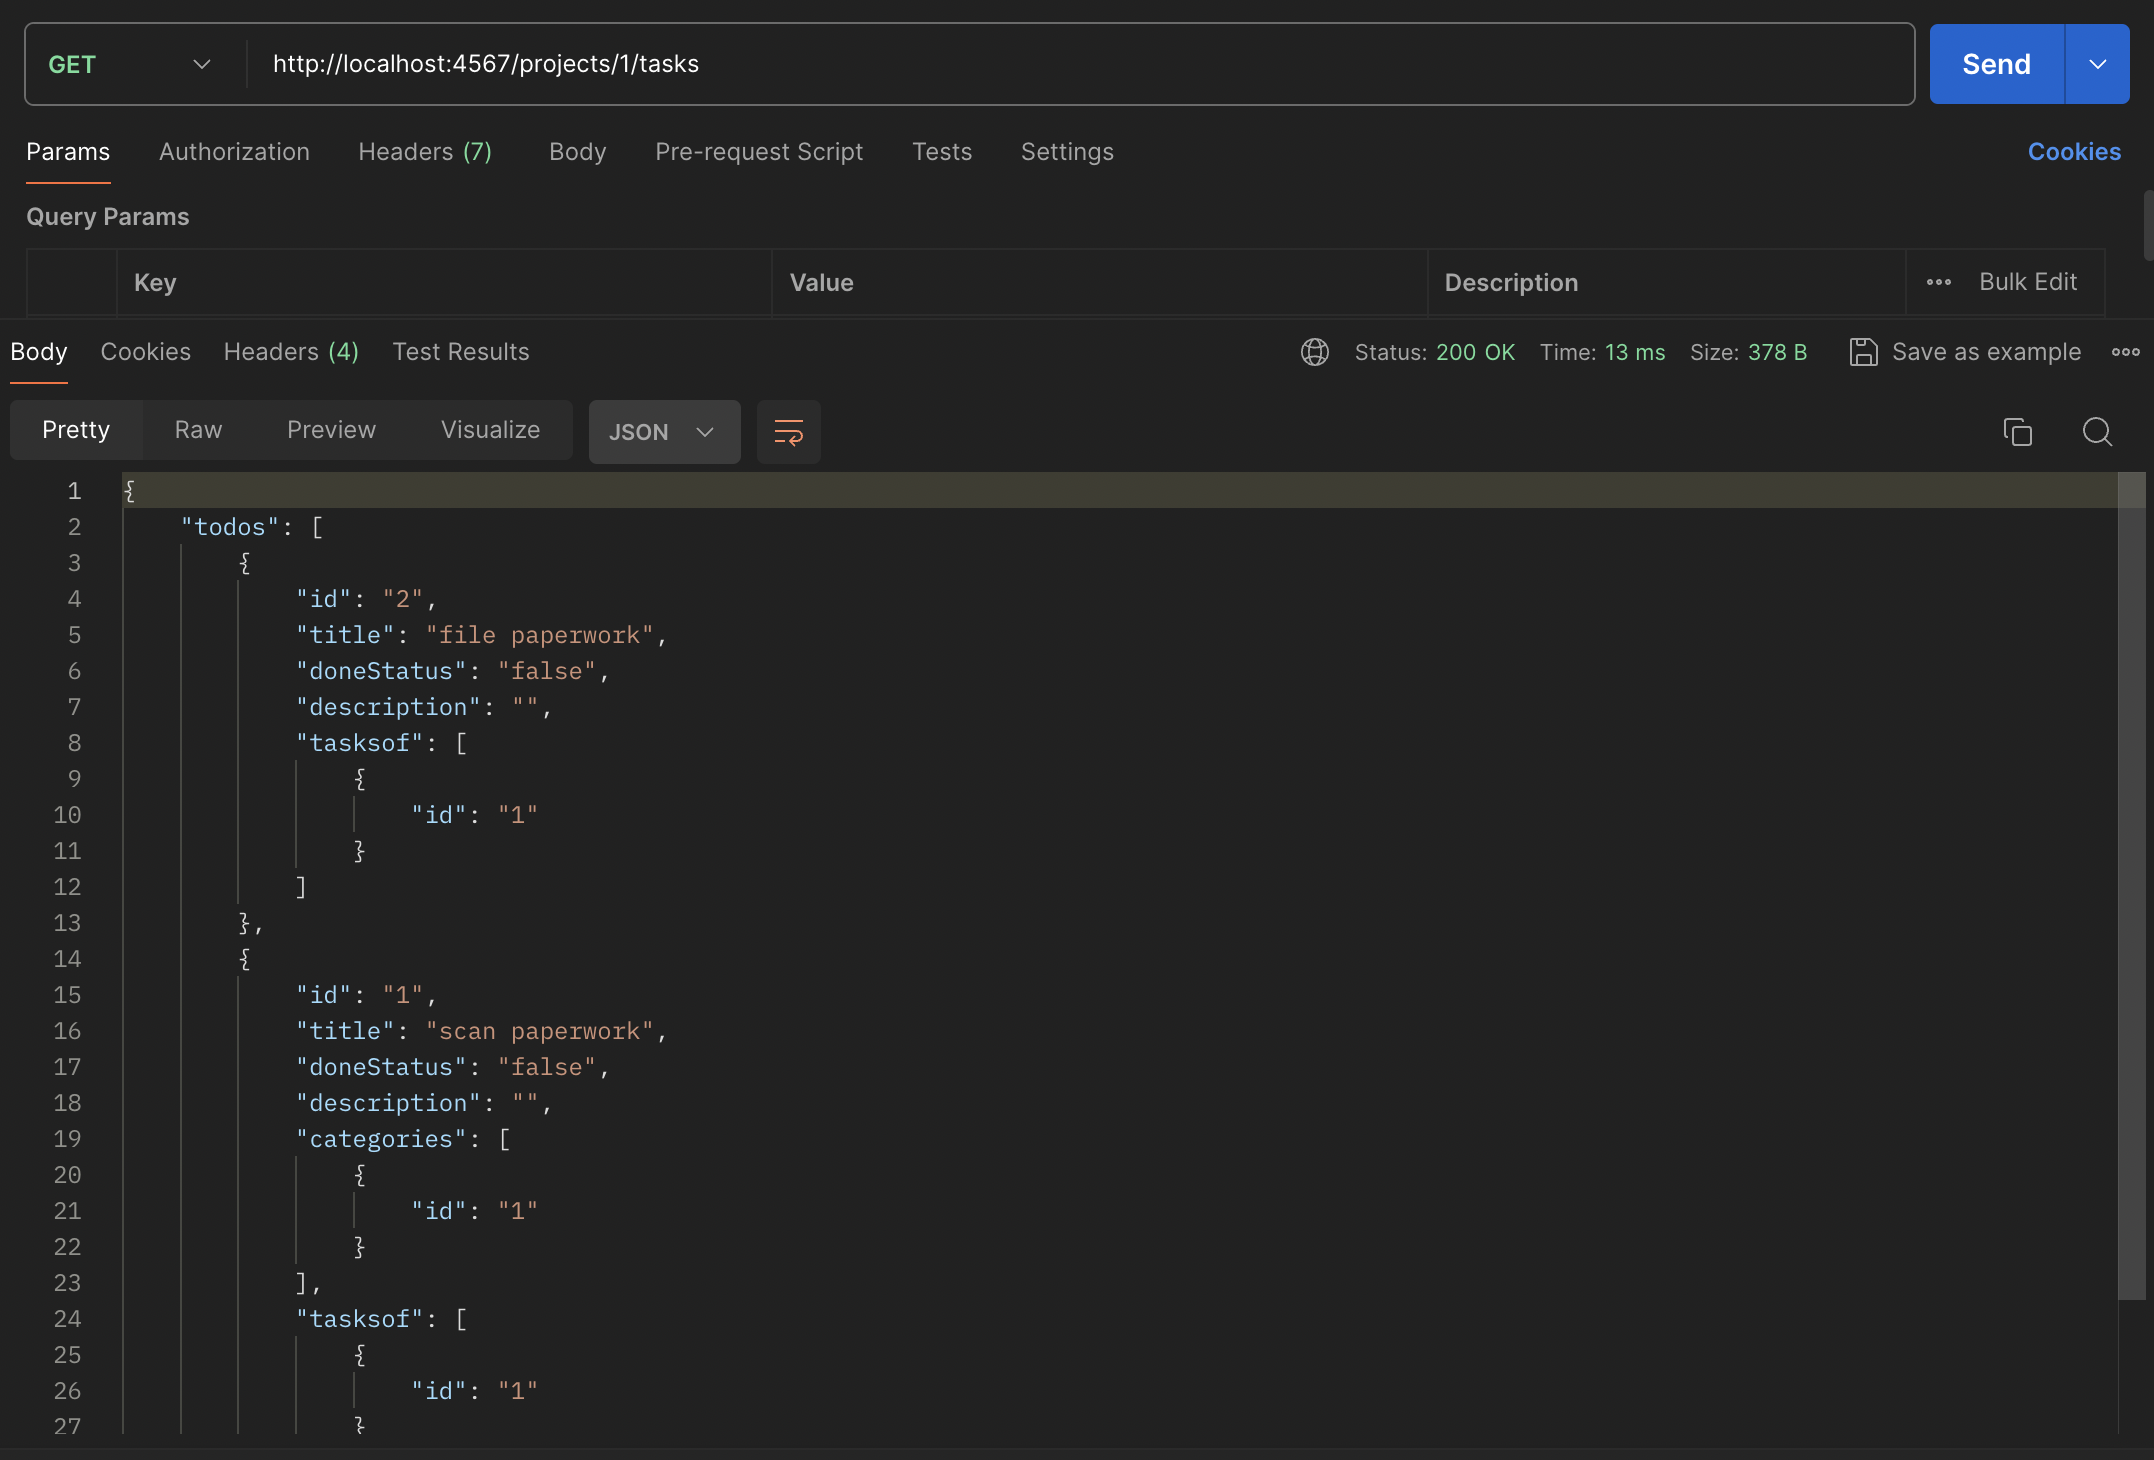 GET http://localhost:4567/projects/1/tasks Send
Params Authorization Headers (7) Body Pre-request Script Tests Settings Cookies
Query Params
Key Value Description Bulk Edit
Body Cookies Headers (4) Test Results Status: 200 OK Time: 13 ms Size: 378 B Save as example
Pretty Raw Preview Visualize JSON
1 {
2 "todos": [
3 {
4 "id": "2",
5 "title": "file paperwork",
6 "doneStatus": "false",
7 "description": "",
8 "tasksof": [
9 {
10 "id": "1"
11 }
12 ]
13 },
14 {
15 "id": "1",
16 "title": "scan paperwork",
17 "doneStatus": "false",
18 "description": "",
19 "categories": [
20 {
21 "id": "1"
22 }
23 ],
24 "tasksof": [
25 {
26 "id": "1"
27 }